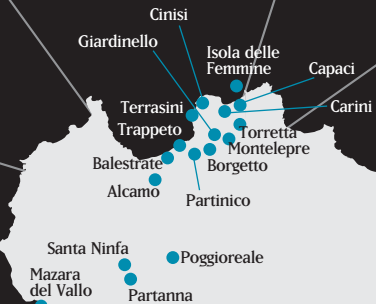 Cinisi
Giardinello
Isola delle
Femmine
Capaci
Terrasini
Carini
Trappeto
Torretta
Montelepre
Balestrate
Borgetto
Alcamo
Partinico
Santa Ninfa
Poggioreale
Mazara
del Vallo
Partanna